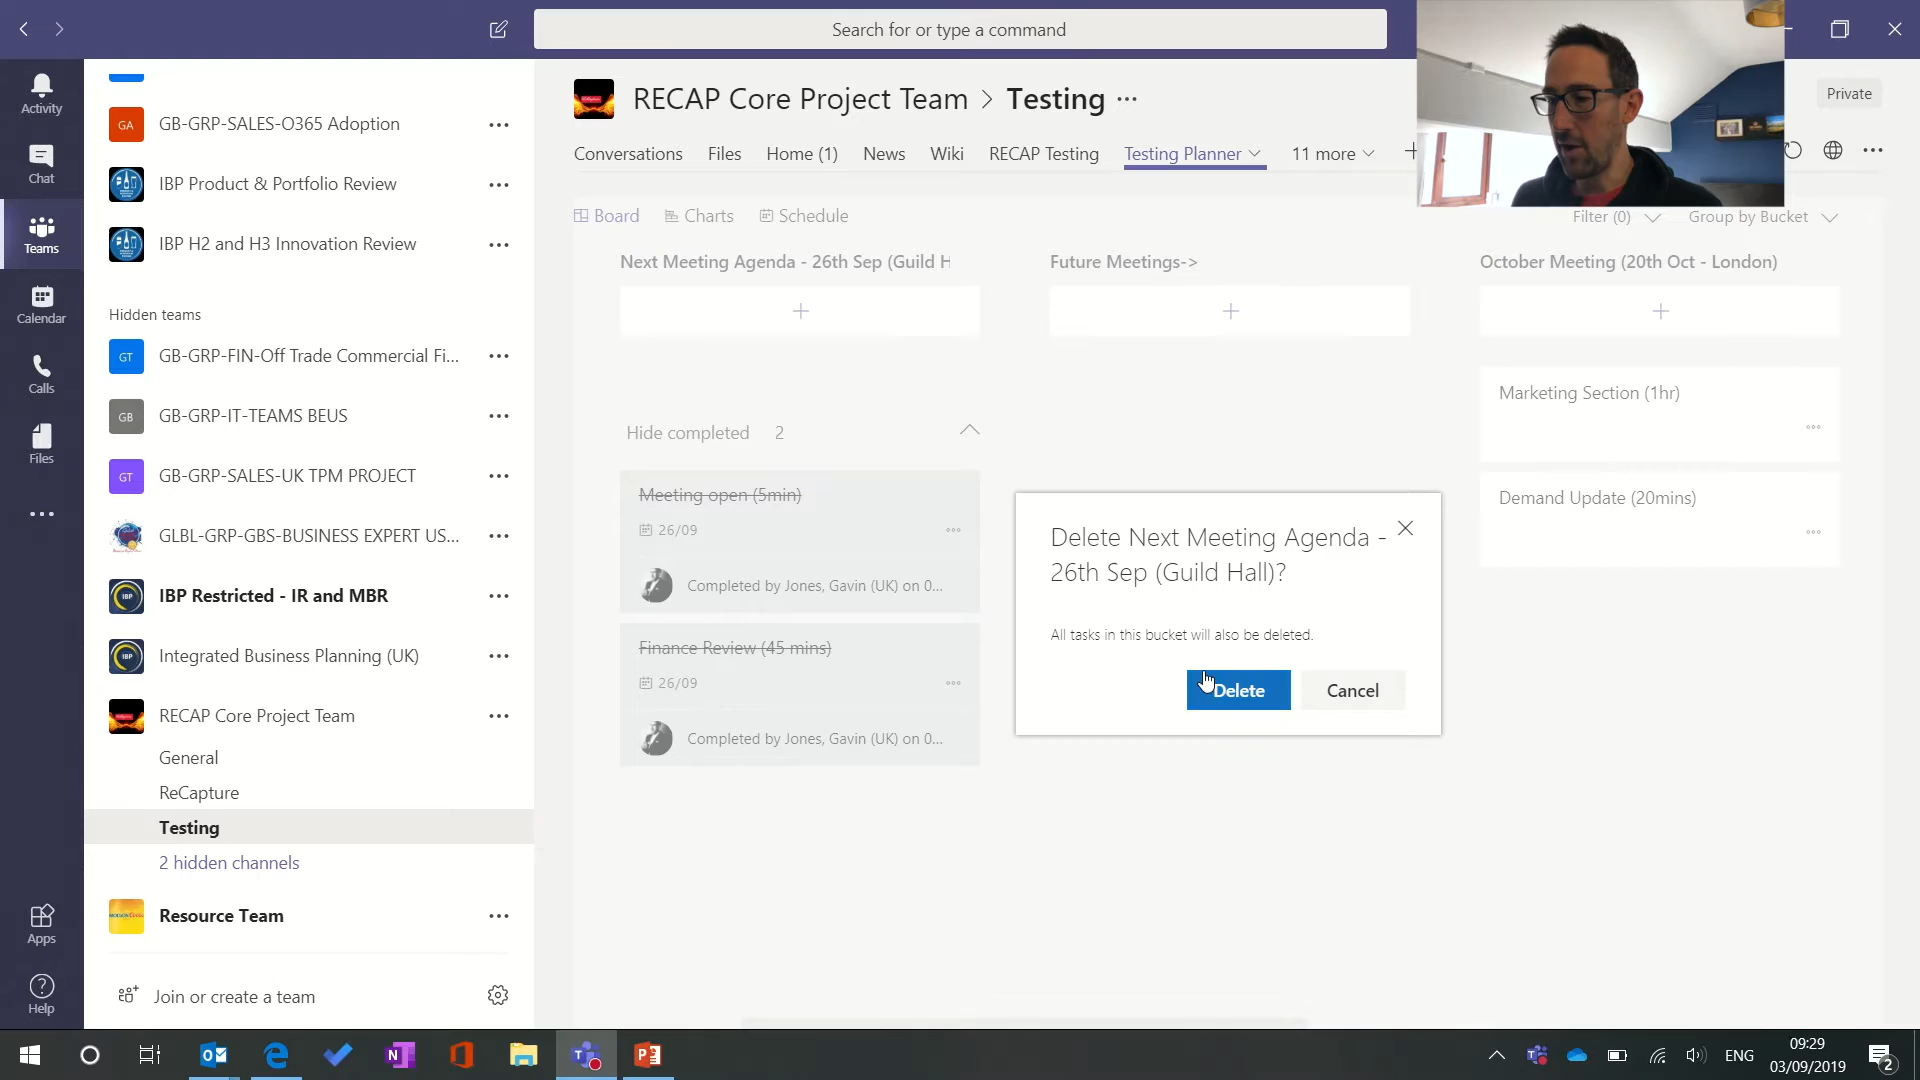 Search for or type a command
Activity
Chat
Teams
Calendar
Calls
Files
Apps
Help
GA
GB-GRP-SALES-O365 Adoption
IBP Product & Portfolio Review
IBP H2 and H3 Innovation Review
Hidden teams
GT
GB-GRP-FIN-Off Trade Commercial Fi...
GB
GB-GRP-IT-TEAMS BEUS
GT
GB-GRP-SALES-UK TPM PROJECT
GLBL-GRP-GBS-BUSINESS EXPERT US...
IBP
IBP Restricted - IR and MBR
IBP
Integrated Business Planning (UK)
RECAP Core Project Team
General
ReCapture
Testing
2 hidden channels
Resource Team
Join or create a team
RECAP Core Project Team > Testing
Private
Conversations
Files
Home (1)
News
Wiki
RECAP Testing
Testing Planner
11 more
Board
Charts
Schedule
Filter (0)
Group by Bucket
Next Meeting Agenda - 26th Sep (Guild H
Future Meetings->
October Meeting (20th Oct - London)
Hide completed 2
Meeting open (5min)
26/09
Completed by Jones, Gavin (UK) on 0...
Finance Review (45 mins)
26/09
Completed by Jones, Gavin (UK) on 0...
Marketing Section (1hr)
Demand Update (20mins)
Delete Next Meeting Agenda -
26th Sep (Guild Hall)?
All tasks in this bucket will also be deleted.
Delete
Cancel
ENG
09:29
03/09/2019
2